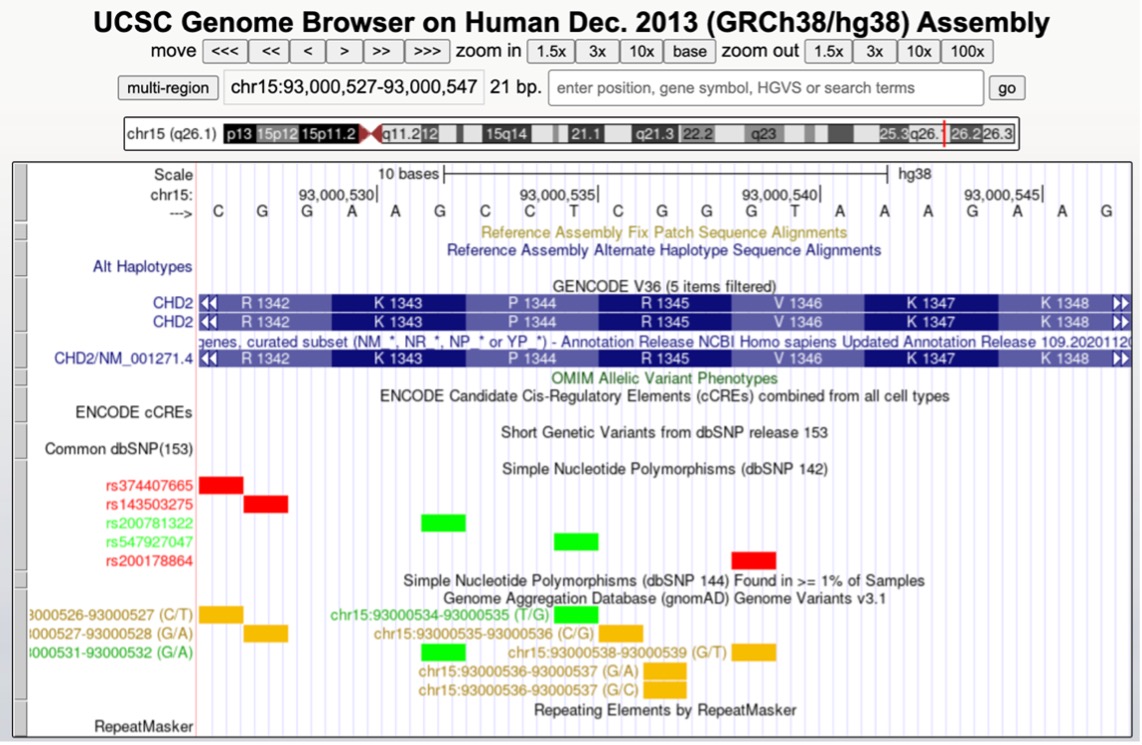 UCSC Genome Browser on Human Dec. 2013 (GRCh38/hg38) Assembly
move <<< << < > >> >>> zoom in 1.5x 3x 10x base zoom out 1.5x 3x 10x 100x
multi-region chr15:93,000,527-93,000,547 21 bp. enter position, gene symbol, HGVS or search terms go
chr15 (q26.1) p13 15p12 15p11.2 q11.2 12 15q14 21.1 q21.3 22.2 q23 25.3 q26.1 26.2 26.3
Scale 10 bases hg38
chr15: 93,000,530| 93,000,535| 93,000,540| 93,000,545|
---> C G G A A G C C T C G G G T A A A G A A G
Reference Assembly Fix Patch Sequence Alignments
Reference Assembly Alternate Haplotype Sequence Alignments
Alt Haplotypes
GENCODE V36 (5 items filtered)
CHD2 R 1342 K 1343 P 1344 R 1345 V 1346 K 1347 K 1348
CHD2 R 1342 K 1343 P 1344 R 1345 V 1346 K 1347 K 1348
genes, curated subset (NM_*, NR_*, NP_* or YP_*) - Annotation Release NCBI Homo sapiens Updated Annotation Release 109.20201120
CHD2/NM_001271.4 R 1342 K 1343 P 1344 R 1345 V 1346 K 1347 K 1348
OMIM Allelic Variant Phenotypes
ENCODE Candidate Cis-Regulatory Elements (cCREs) combined from all cell types
ENCODE cCREs
Short Genetic Variants from dbSNP release 153
Common dbSNP(153)
Simple Nucleotide Polymorphisms (dbSNP 142)
rs374407665
rs143503275
rs200781322
rs547927047
rs200178864
Simple Nucleotide Polymorphisms (dbSNP 144) Found in >= 1% of Samples
Genome Aggregation Database (gnomAD) Genome Variants v3.1
3000526-93000527 (C/T) chr15:93000534-93000535 (T/G)
3000527-93000528 (G/A) chr15:93000535-93000536 (C/G)
3000531-93000532 (G/A) chr15:93000538-93000539 (G/T)
chr15:93000536-93000537 (G/A)
chr15:93000536-93000537 (G/C)
Repeating Elements by RepeatMasker
RepeatMasker